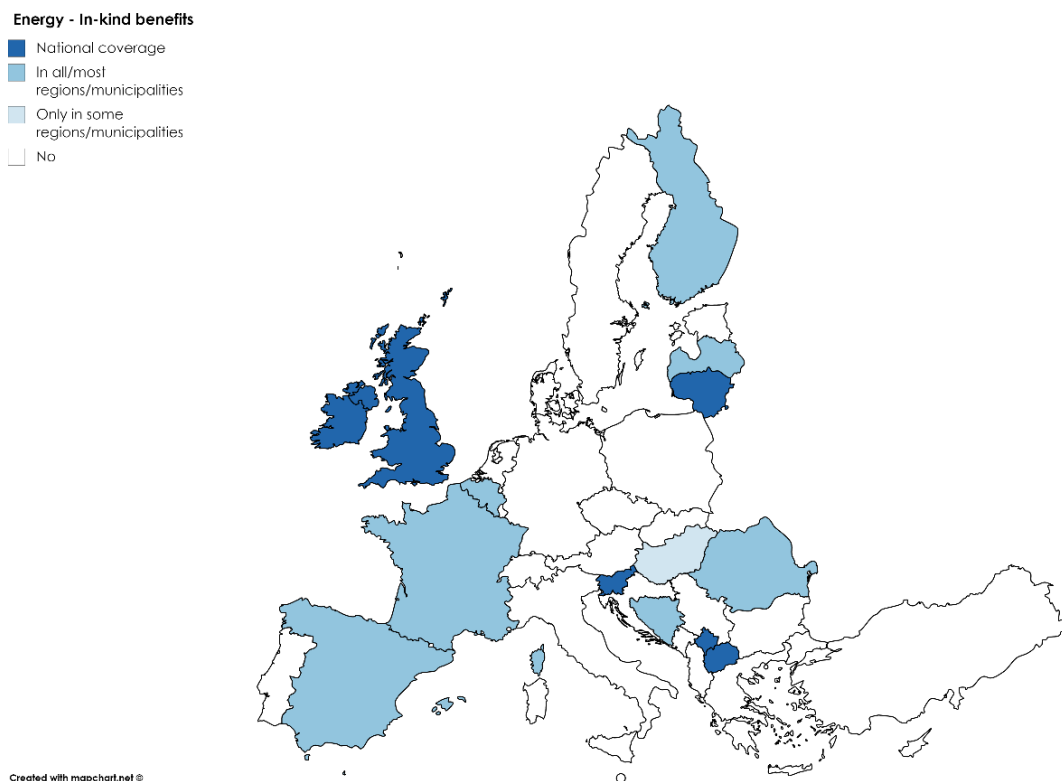 Energy - In-kind benefits
National coverage
In all/most
regions/municipalities
Only in some
regions/municipalities
No
Created with mapchart.net ©